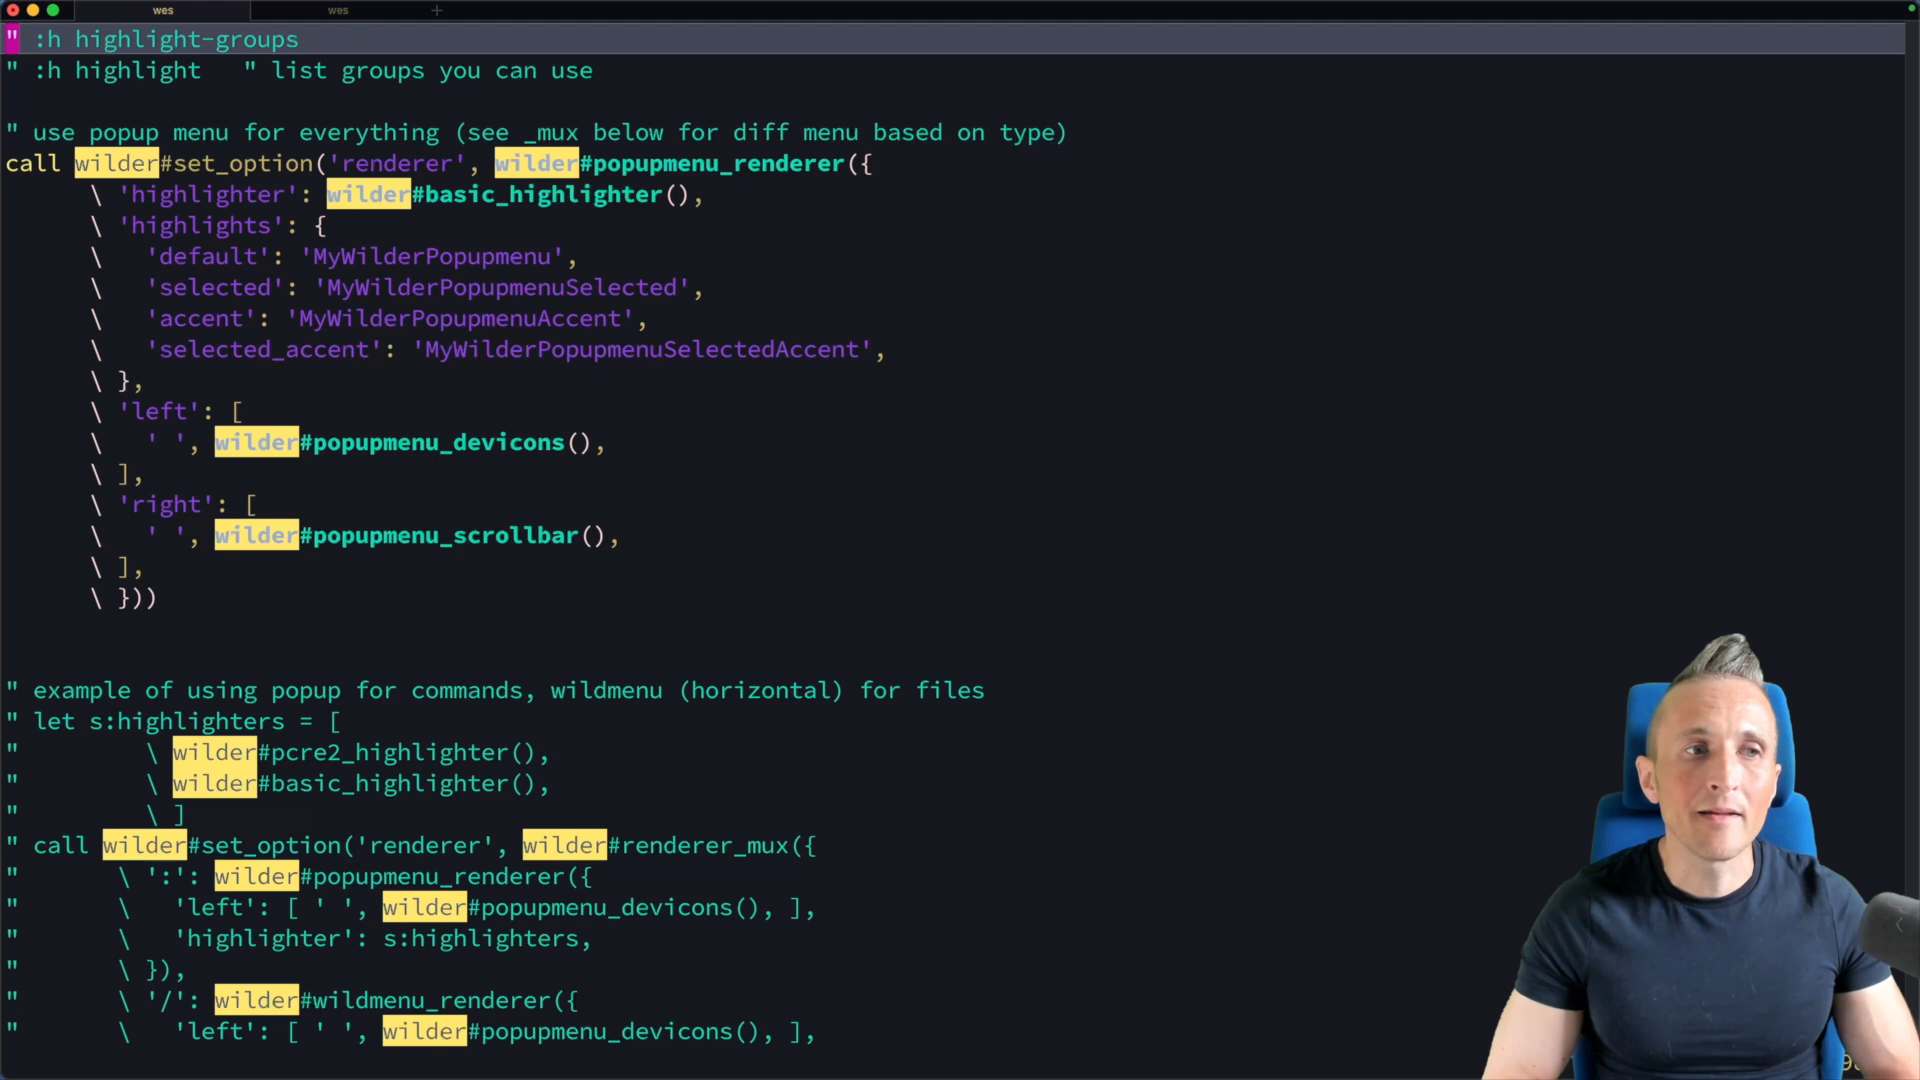 wes wes +
" :h highlight-groups
" :h highlight   " list groups you can use
" use popup menu for everything (see _mux below for diff menu based on type)
call wilder#set_option('renderer', wilder#popupmenu_renderer({
      \ 'highlighter': wilder#basic_highlighter(),
      \ 'highlights': {
      \   'default': 'MyWilderPopupmenu',
      \   'selected': 'MyWilderPopupmenuSelected',
      \   'accent': 'MyWilderPopupmenuAccent',
      \   'selected_accent': 'MyWilderPopupmenuSelectedAccent',
      \ },
      \ 'left': [
      \   ' ', wilder#popupmenu_devicons(),
      \ ],
      \ 'right': [
      \   ' ', wilder#popupmenu_scrollbar(),
      \ ],
      \ }))
" example of using popup for commands, wildmenu (horizontal) for files
" let s:highlighters = [
"         \ wilder#pcre2_highlighter(),
"         \ wilder#basic_highlighter(),
"         \ ]
" call wilder#set_option('renderer', wilder#renderer_mux({
"       \ ':': wilder#popupmenu_renderer({
"       \   'left': [ ' ', wilder#popupmenu_devicons(), ],
"       \   'highlighter': s:highlighters,
"       \ }),
"       \ '/': wilder#wildmenu_renderer({
"       \   'left': [ ' ', wilder#popupmenu_devicons(), ],